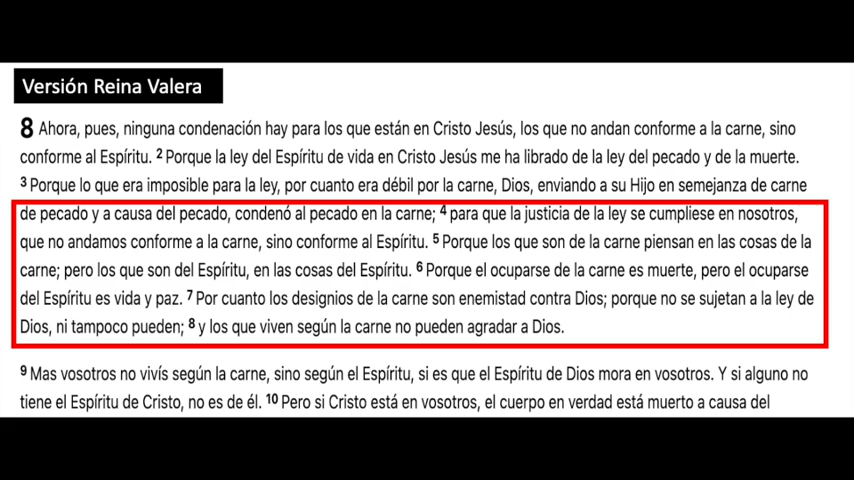 Versión Reina Valera
8 Ahora, pues, ninguna condenación hay para los que están en Cristo Jesús, los que no andan conforme a la carne, sino
conforme al Espíritu. 2 Porque la ley del Espíritu de vida en Cristo Jesús me ha librado de la ley del pecado y de la muerte.
3 Porque lo que era imposible para la ley, por cuanto era débil por la carne, Dios, enviando a su Hijo en semejanza de carne
de pecado y a causa del pecado, condenó al pecado en la carne; 4 para que la justicia de la ley se cumpliese en nosotros,
que no andamos conforme a la carne, sino conforme al Espíritu. 5 Porque los que son de la carne piensan en las cosas de la
carne; pero los que son del Espíritu, en las cosas del Espíritu. 6 Porque el ocuparse de la carne es muerte, pero el ocuparse
del Espíritu es vida y paz. 7 Por cuanto los designios de la carne son enemistad contra Dios; porque no se sujetan a la ley de
Dios, ni tampoco pueden; 8 y los que viven según la carne no pueden agradar a Dios.
9 Mas vosotros no vivís según la carne, sino según el Espíritu, si es que el Espíritu de Dios mora en vosotros. Y si alguno no
tiene el Espíritu de Cristo, no es de él. 10 Pero si Cristo está en vosotros, el cuerpo en verdad está muerto a causa del